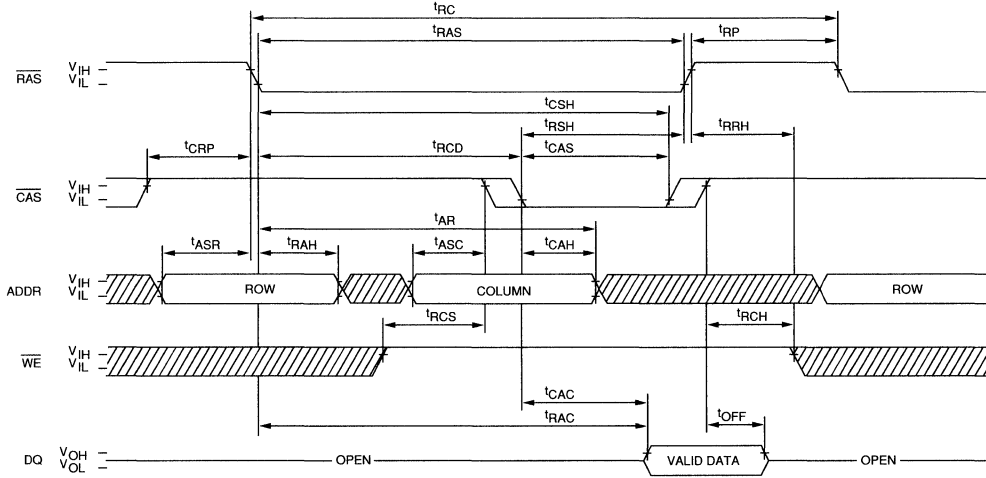 tRC
tRAS
tRP
RAS
VIH
VIL
tCSH
tRSH
tRRH
tCRP
tRCD
tCAS
CAS
VIH
VIL
tAR
tASR
tRAH
tASC
tCAH
ADDR
VIH
VIL
ROW
COLUMN
ROW
tRCS
tRCH
WE
VIH
VIL
tCAC
tRAC
tOFF
DQ
VOH
VOL
OPEN
VALID DATA
OPEN